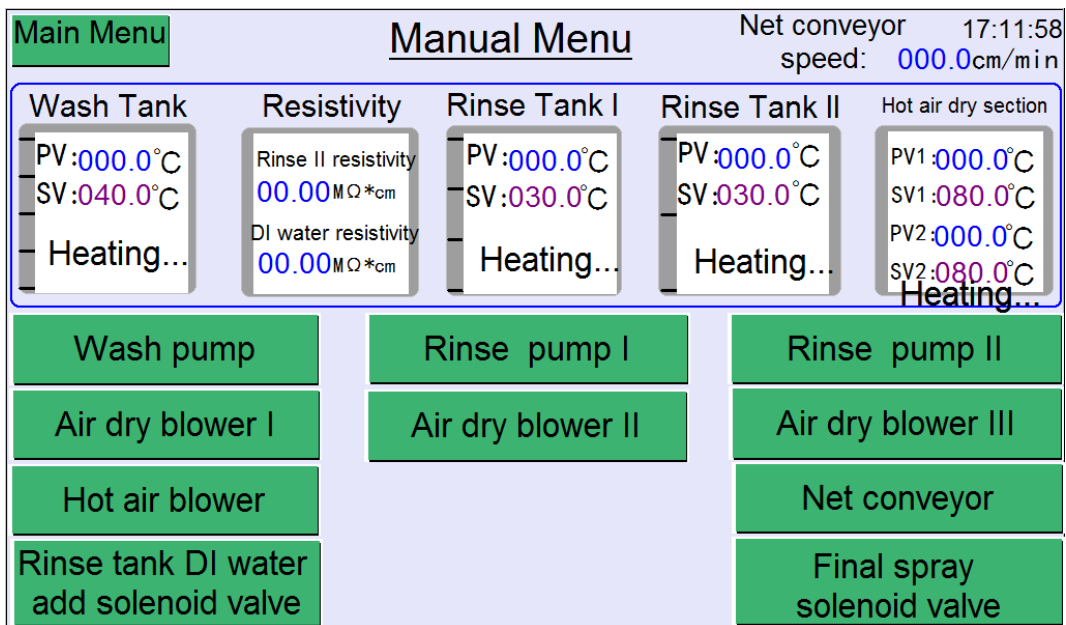 Main Menu
Manual Menu
Net conveyor 17:11:58
speed: 000.0cm/min
Wash Tank
PV:000.0°C
SV:040.0°C
Heating...
Resistivity
Rinse II resistivity
00.00MΩ*cm
DI water resistivity
00.00MΩ*cm
Rinse Tank I
PV:000.0°C
SV:030.0°C
Heating...
Rinse Tank II
PV:000.0°C
SV:030.0°C
Heating...
Hot air dry section
PV1:000.0°C
SV1:080.0°C
PV2:000.0°C
SV2:080.0°C
Heating...
Wash pump
Rinse pump I
Rinse pump II
Air dry blower I
Air dry blower II
Air dry blower III
Hot air blower
Net conveyor
Rinse tank DI water
add solenoid valve
Final spray
solenoid valve